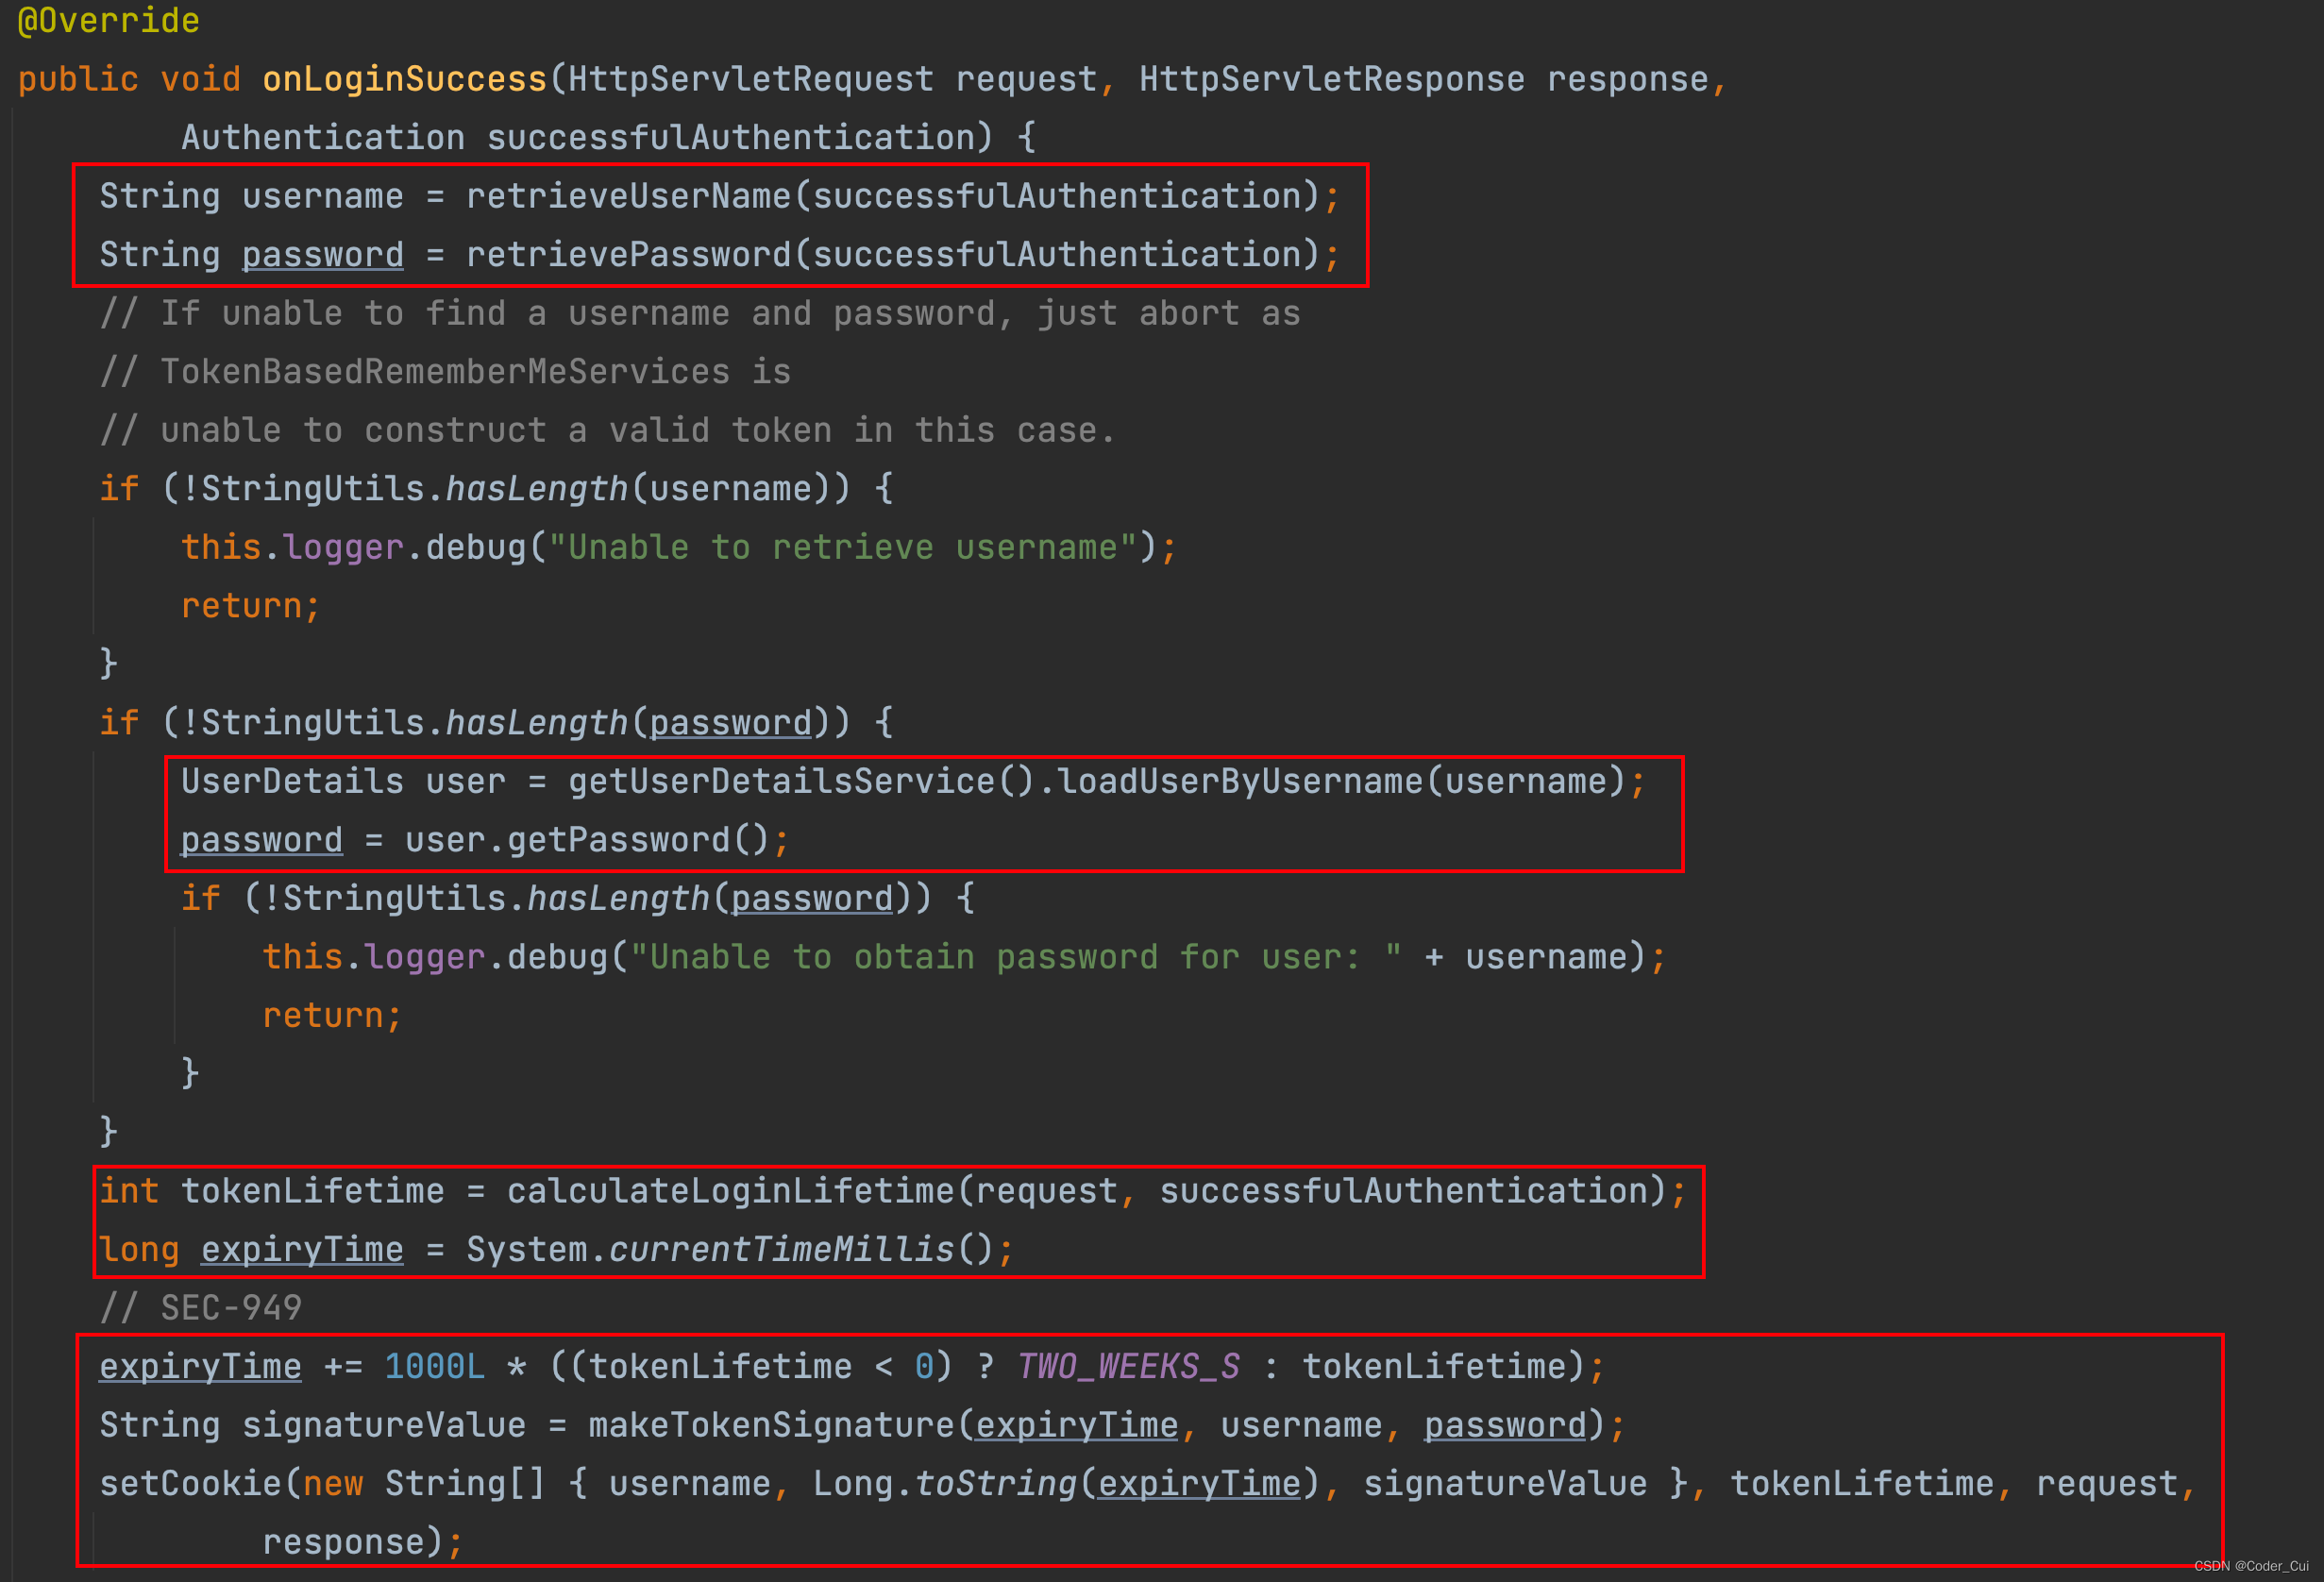 @Override
public void onLoginSuccess(HttpServletRequest request, HttpServletResponse response,
Authentication successfulAuthentication) {
String username = retrieveUserName(successfulAuthentication);
String password = retrievePassword(successfulAuthentication);
// If unable to find a username and password, just abort as
// TokenBasedRememberMeServices is
// unable to construct a valid token in this case.
if (!StringUtils.hasLength(username)) {
this.logger.debug("Unable to retrieve username");
return;
}
if (!StringUtils.hasLength(password)) {
UserDetails user = getUserDetailsService().loadUserByUsername(username);
password = user.getPassword();
if (!StringUtils.hasLength(password)) {
this.logger.debug("Unable to obtain password for user: " + username);
return;
}
}
int tokenLifetime = calculateLoginLifetime(request, successfulAuthentication);
long expiryTime = System.currentTimeMillis();
// SEC-949
expiryTime += 1000L * ((tokenLifetime < 0) ? TWO_WEEKS_S : tokenLifetime);
String signatureValue = makeTokenSignature(expiryTime, username, password);
setCookie(new String[] { username, Long.toString(expiryTime), signatureValue }, tokenLifetime, request,
response);
CSDN @Coder_Cui